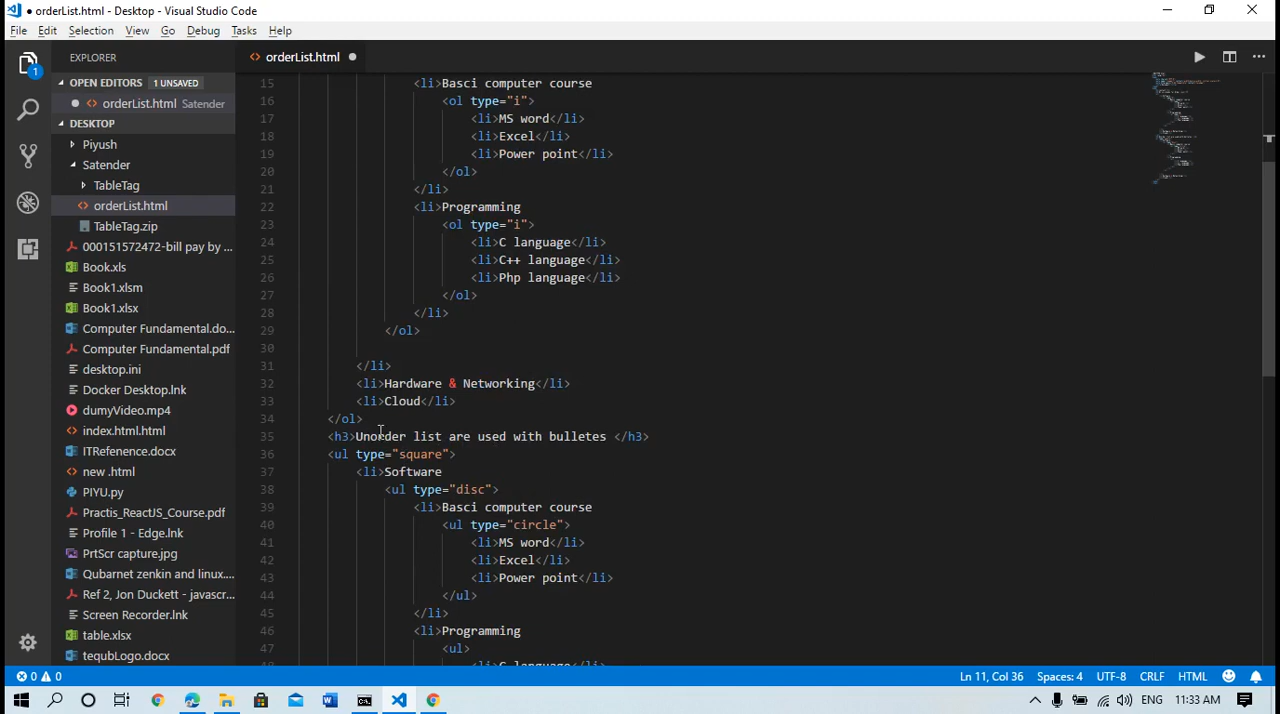 orderList.html - Desktop - Visual Studio Code
File Edit Selection View Go Debug Tasks Help
EXPLORER
OPEN EDITORS 1 UNSAVED
orderList.html Satender
DESKTOP
Piyush
Satender
TableTag
orderList.html
TableTag.zip
000151572472-bill pay by ...
Book.xls
Book1.xlsm
Book1.xlsx
Computer Fundamental.do...
Computer Fundamental.pdf
desktop.ini
Docker Desktop.lnk
dumyVideo.mp4
index.html.html
ITRefenence.docx
new .html
PIYU.py
Practis_ReactJS_Course.pdf
Profile 1 - Edge.lnk
PrtScr capture.jpg
Qubarnet zenkin and linux....
Ref 2, Jon Duckett - javascr...
Screen Recorder.lnk
table.xlsx
tequbLogo.docx
1
orderList.html
15 <li>Basci computer course
16 <ol type="i">
17 <li>MS word</li>
18 <li>Excel</li>
19 <li>Power point</li>
20 </ol>
21 </li>
22 <li>Programming
23 <ol type="i">
24 <li>C language</li>
25 <li>C++ language</li>
26 <li>Php language</li>
27 </ol>
28 </li>
29 </ol>
30
31 </li>
32 <li>Hardware & Networking</li>
33 <li>Cloud</li>
34 </ol>
35 <h3>Unorder list are used with bulletes </h3>
36 <ul type="square">
37 <li>Software
38 <ul type="disc">
39 <li>Basci computer course
40 <ul type="circle">
41 <li>MS word</li>
42 <li>Excel</li>
43 <li>Power point</li>
44 </ul>
45 </li>
46 <li>Programming
47 <ul>
48 <li>C language</li>
0 0 Ln 11, Col 36 Spaces: 4 UTF-8 CRLF HTML
ENG 11:33 AM